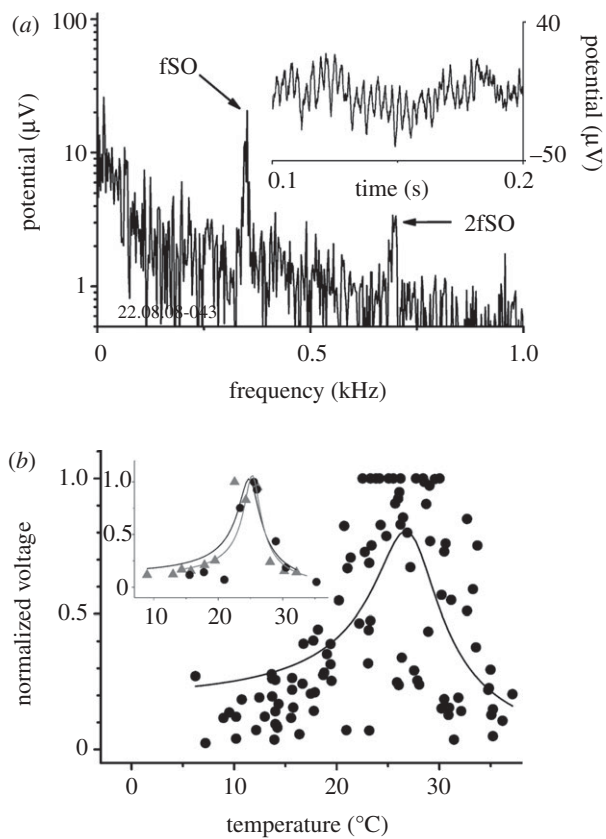 (a)
100
10
1
potential (µV)
fSO
2fSO
40
–50
potential (µV)
0.1
time (s)
0.2
22.08.08-043
0
0.5
1.0
frequency (kHz)
(b)
1.0
0.5
0
normalized voltage
1.0
0.5
0
10
20
30
0
10
20
30
temperature (°C)